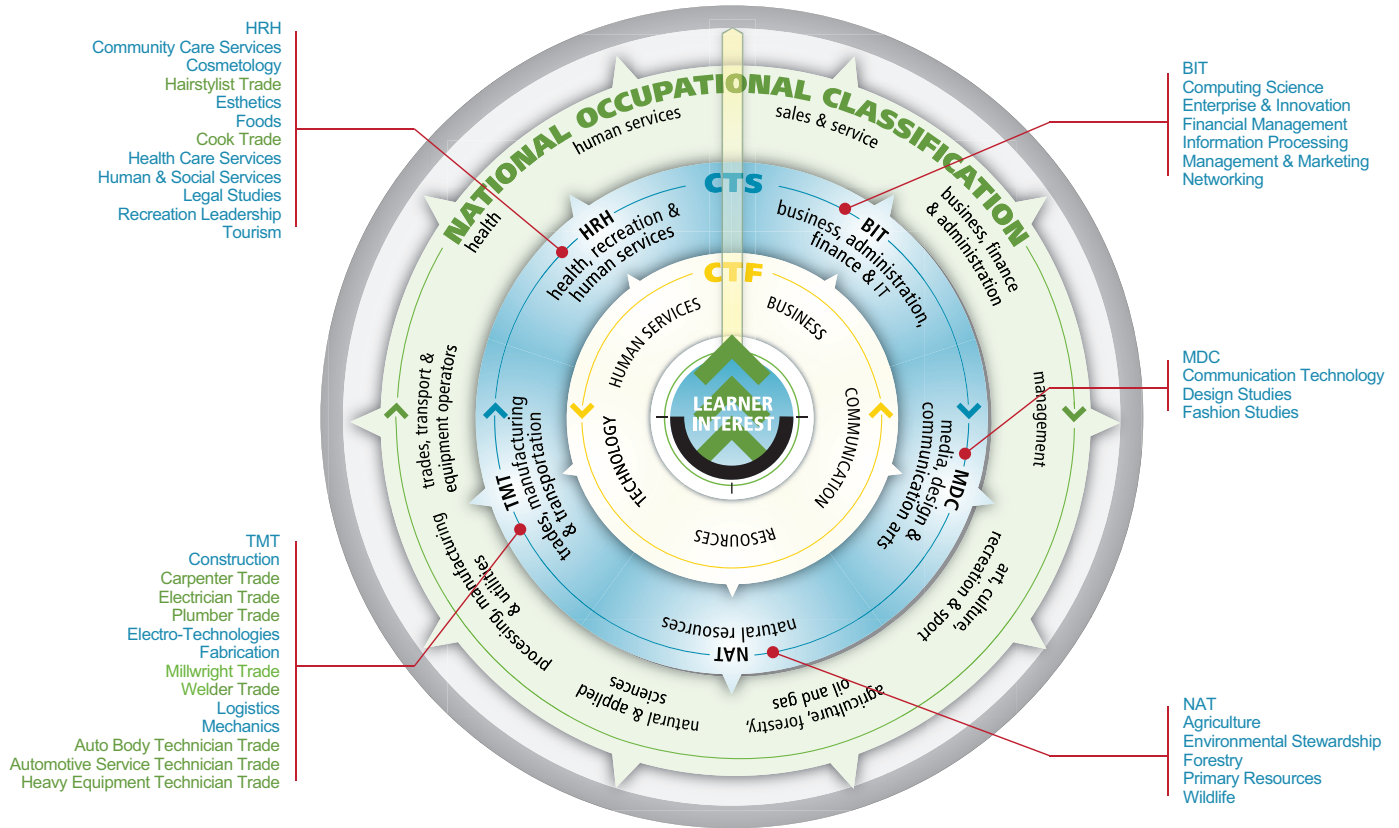 HRH
Community Care Services
Cosmetology
Hairstylist Trade
Esthetics
Foods
Cook Trade
Health Care Services
Human & Social Services
Legal Studies
Recreation Leadership
Tourism
TMT
Construction
Carpenter Trade
Electrician Trade
Plumber Trade
Electro-Technologies
Fabrication
Millwright Trade
Welder Trade
Logistics
Mechanics
Auto Body Technician Trade
Automotive Service Technician Trade
Heavy Equipment Technician Trade
NATIONAL OCCUPATIONAL CLASSIFICATION
human services
sales & service
business, finance
& administration
management
art, culture,
recreation & sport
agriculture, forestry,
oil and gas
natural & applied
sciences
processing, manufacturing,
& utilities
trades, transport &
equipment operators
health
CTS
HRH
health, recreation &
human services
BIT
business, administration,
finance & IT
MDC
media, design &
communication arts
NAT
natural resources
TMT
trades, manufacturing
& transportation
CTF
HUMAN SERVICES
BUSINESS
COMMUNICATION
RESOURCES
TECHNOLOGY
LEARNER
INTEREST
BIT
Computing Science
Enterprise & Innovation
Financial Management
Information Processing
Management & Marketing
Networking
MDC
Communication Technology
Design Studies
Fashion Studies
NAT
Agriculture
Environmental Stewardship
Forestry
Primary Resources
Wildlife